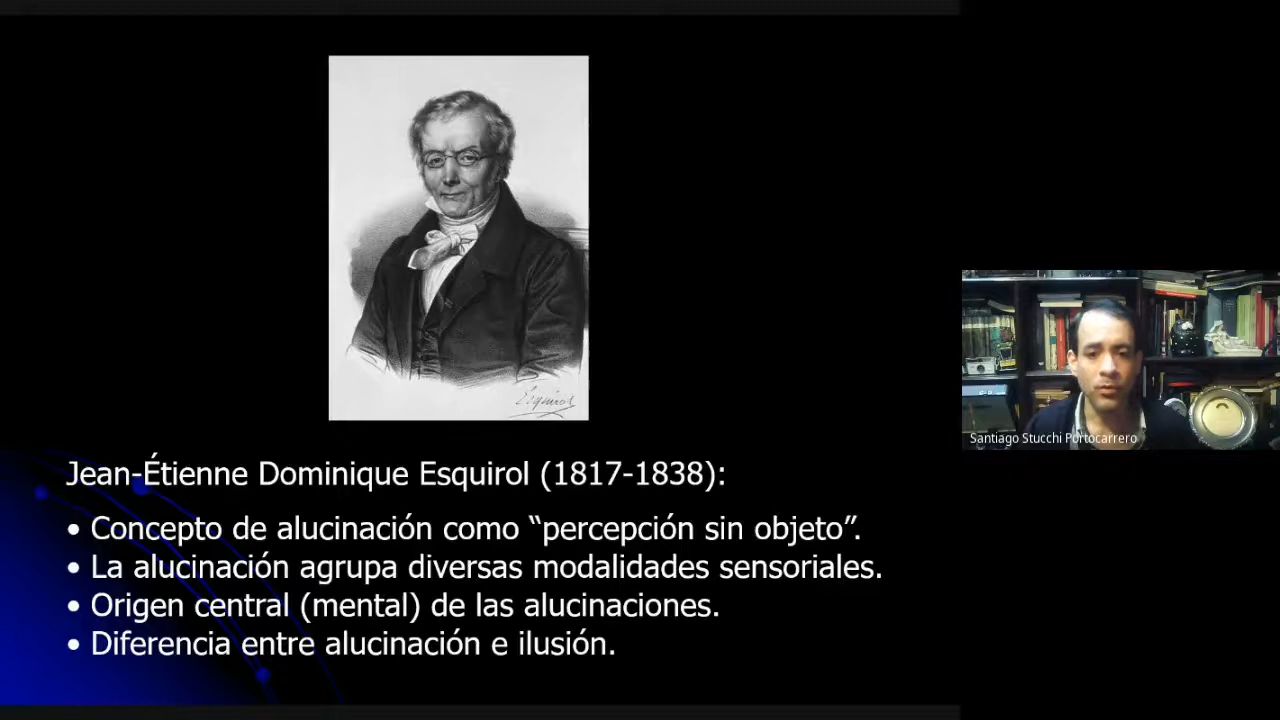 Esquirol
Santiago Stucchi Portocarrero
Jean-Étienne Dominique Esquirol (1817-1838):
• Concepto de alucinación como “percepción sin objeto”.
• La alucinación agrupa diversas modalidades sensoriales.
• Origen central (mental) de las alucinaciones.
• Diferencia entre alucinación e ilusión.